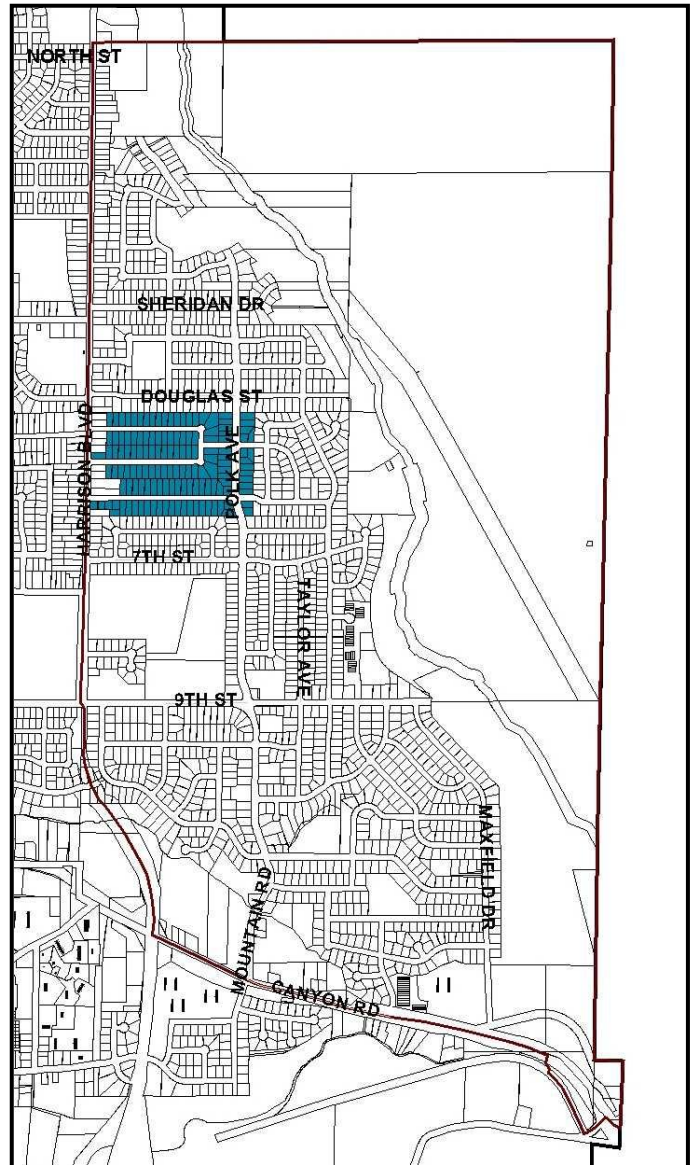 NORTH ST
SHERIDAN DR
DOUGLAS ST
HARRISON BLVD
POLK AVE
7TH ST
TAYLOR AVE
9TH ST
MAXFIELD DR
MOUNTAIN RD
CANYON RD